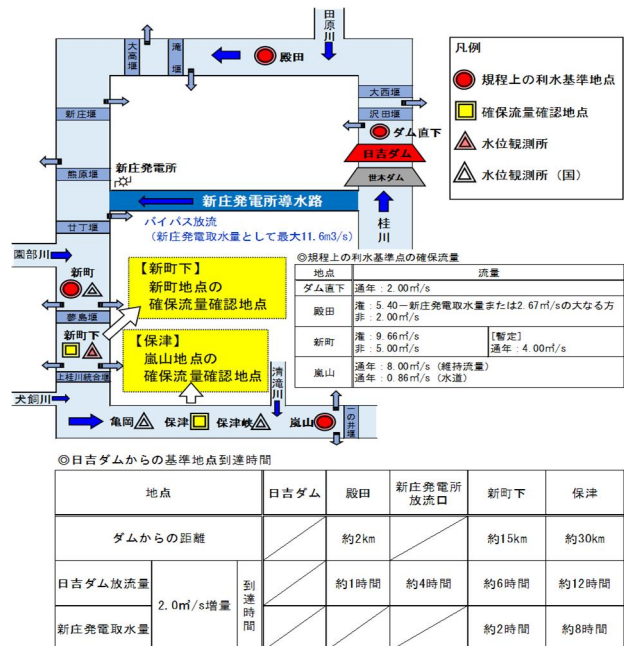 田原川
大高堰
滝堰
殿田
凡例
規程上の利水基準地点
確保流量確認地点
水位観測所
水位観測所（国）
大西堰
沢田堰
ダム直下
日吉ダム
世木ダム
新庄堰
新庄発電所
熊原堰
新庄発電所導水路
バイパス放流
（新庄発電取水量として最大11.6m3/s）
桂川
廿丁堰
園部川
新町
【新町下】
新町地点の
確保流量確認地点
夢島堰
新町下
【保津】
嵐山地点の
確保流量確認地点
上桂川統合堰
犬飼川
清滝川
亀岡
保津
保津峡
嵐山
一の井堰
◎規程上の利水基準点の確保流量
地点 流量
ダム直下 通年：2.00㎥/s
殿田 灌：5.40－新庄発電取水量または2.67㎥/sの大なる方
非：2.00㎥/s
新町 灌：9.66㎥/s [暫定]
非：5.00㎥/s 通年：4.00㎥/s
嵐山 通年：8.00㎥/s（維持流量）
通年：0.86㎥/s（水道）
◎日吉ダムからの基準地点到達時間
地点 日吉ダム 殿田 新庄発電所放流口 新町下 保津
ダムからの距離 約2km 約15km 約30km
日吉ダム放流量 2.0㎥/s増量 到達時間 約1時間 約4時間 約6時間 約12時間
新庄発電取水量 約2時間 約8時間